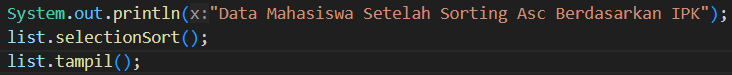 System.out.println(x:"Data Mahasiswa Setelah Sorting Asc Berdasarkan IPK");
list.selectionSort();
list.tampil();